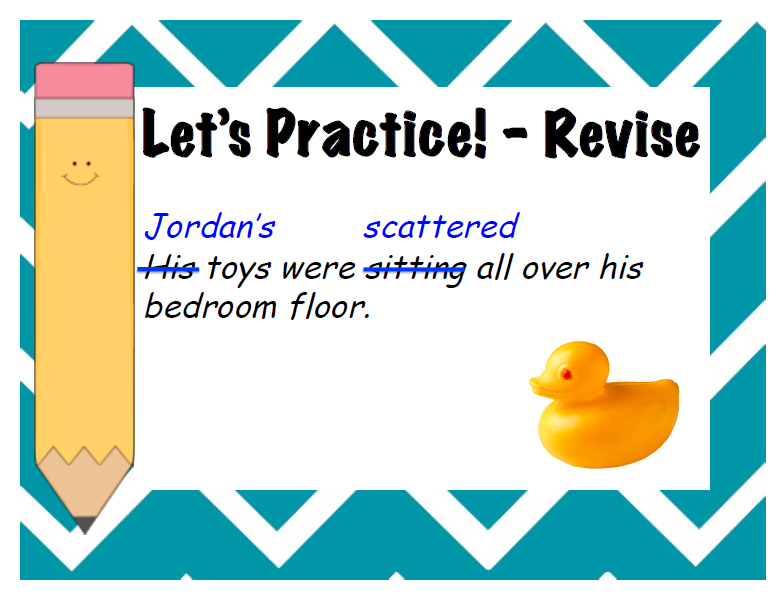 Let's Practice! - Revise
Jordan's scattered
His toys were sitting all over his
bedroom floor.